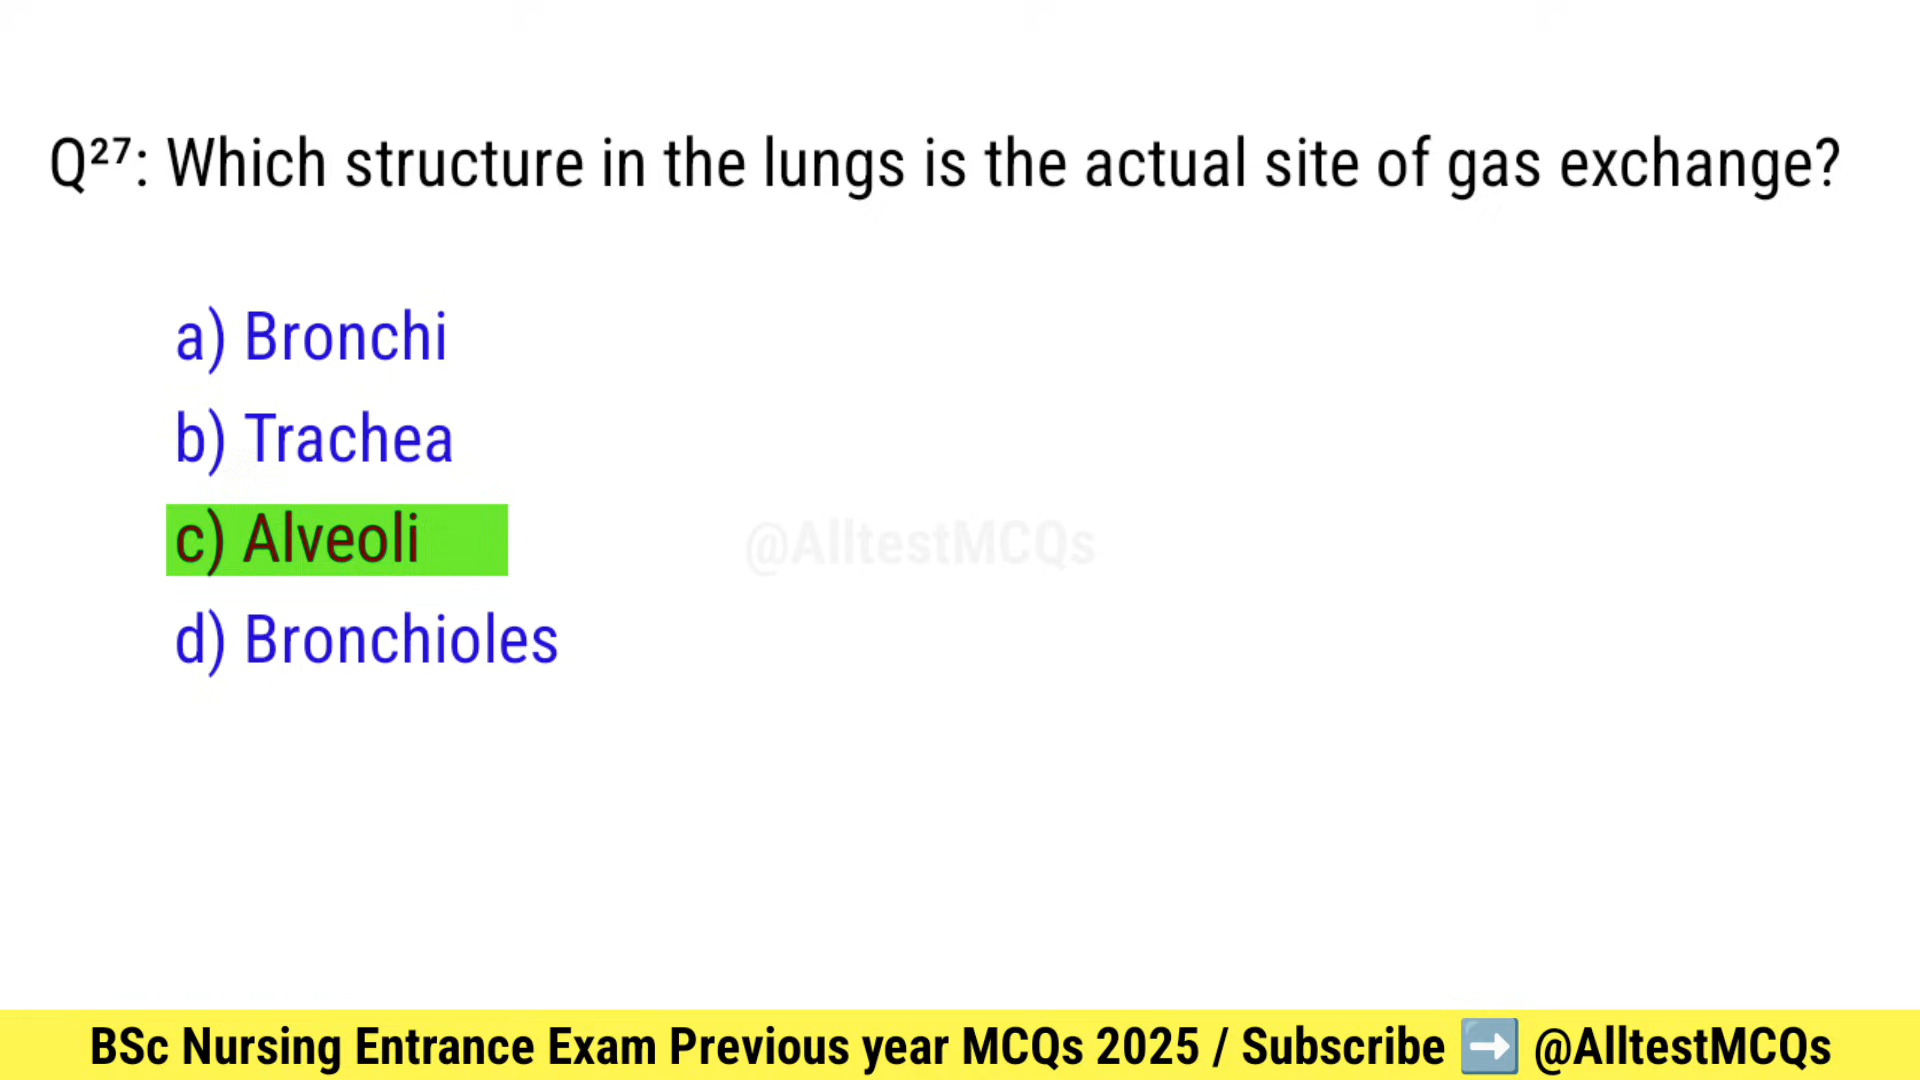 Q²⁷: Which structure in the lungs is the actual site of gas exchange?
a) Bronchi
b) Trachea
c) Alveoli
@AlltestMCQs
d) Bronchioles
BSc Nursing Entrance Exam Previous year MCQs 2025 / Subscribe ➡️ @AlltestMCQs